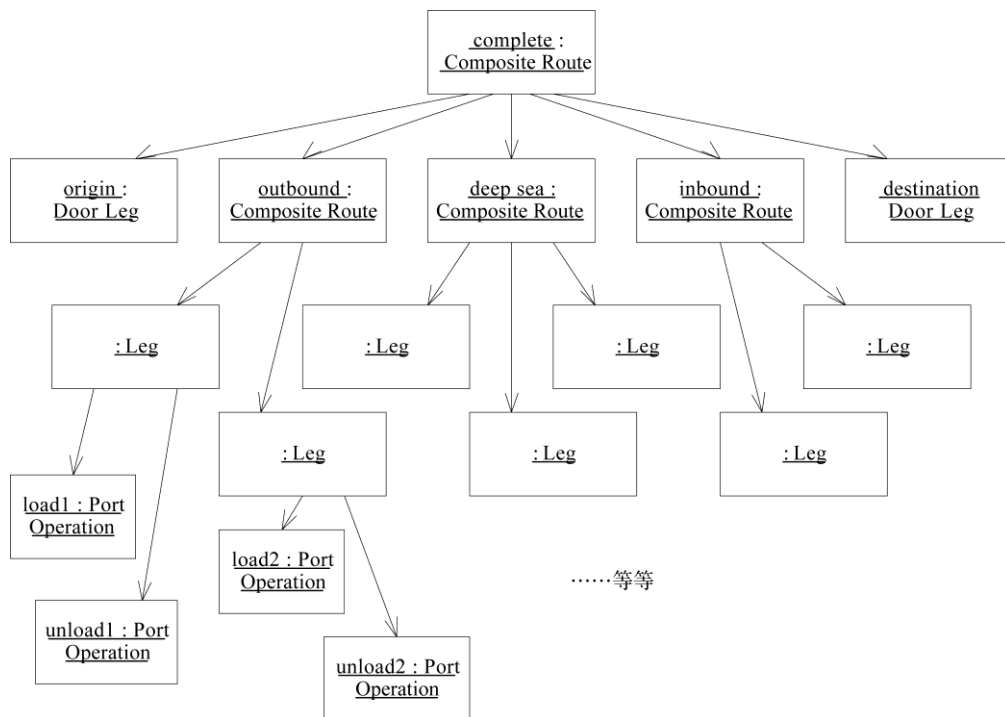 complete :
Composite Route
origin :
Door Leg
outbound :
Composite Route
deep sea :
Composite Route
inbound :
Composite Route
destination
Door Leg
: Leg
: Leg
: Leg
: Leg
: Leg
: Leg
: Leg
load1 : Port
Operation
load2 : Port
Operation
……等等
unload1 : Port
Operation
unload2 : Port
Operation